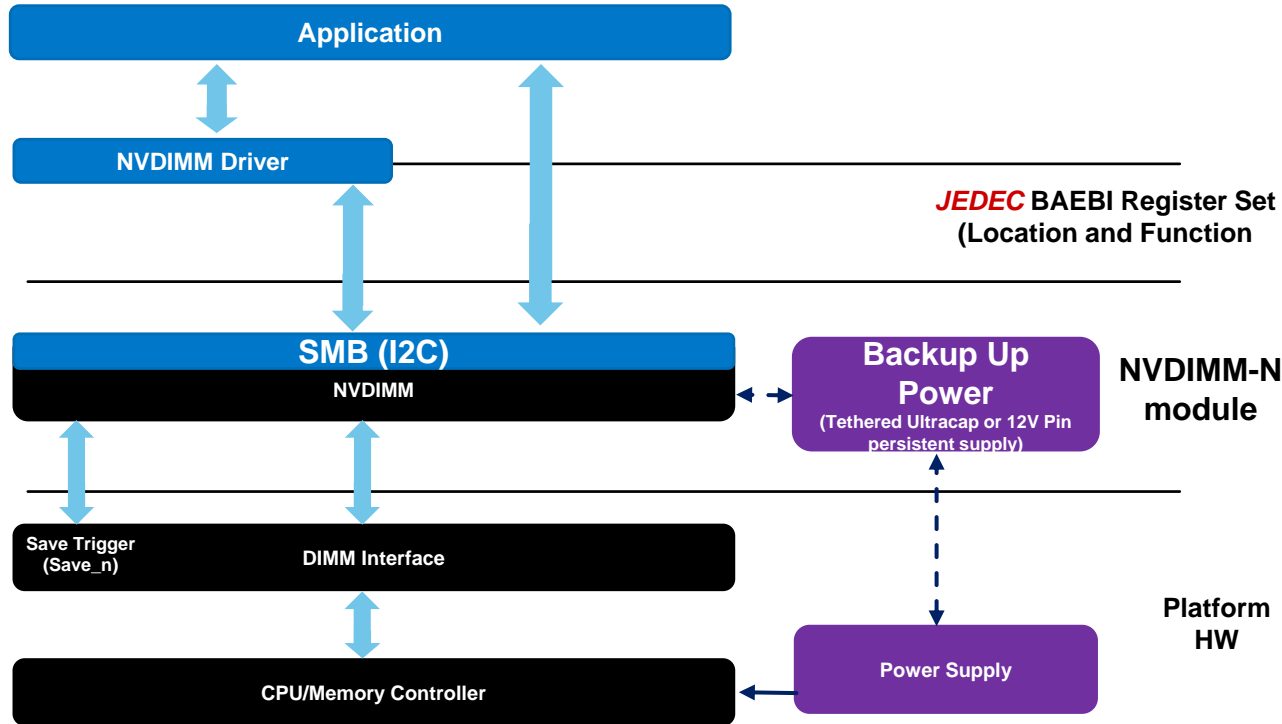 Application
NVDIMM Driver
JEDEC BAEBI Register Set
(Location and Function
SMB (I2C)
NVDIMM
Backup Up
Power
(Tethered Ultracap or 12V Pin
persistent supply)
NVDIMM-N
module
Save Trigger
(Save_n)
DIMM Interface
Platform
HW
CPU/Memory Controller
Power Supply